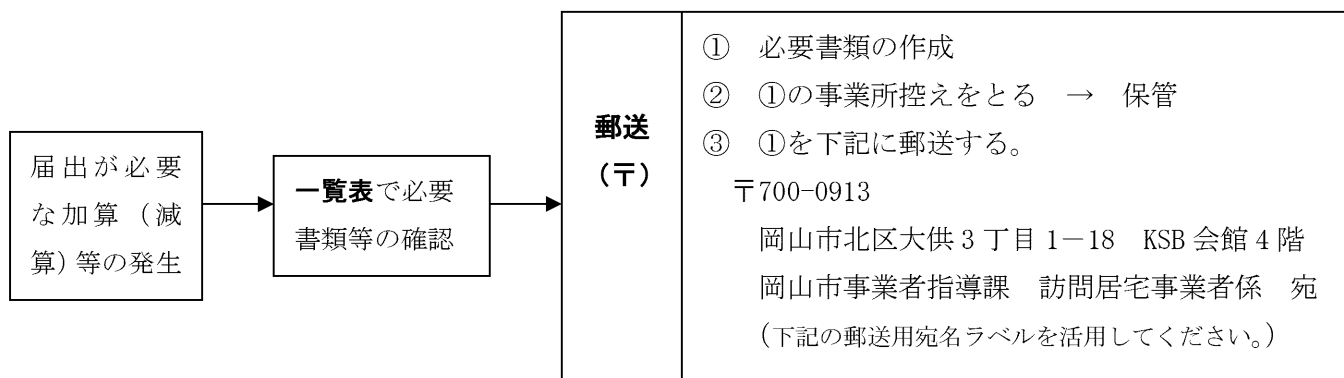 届出が必要
な加算（減
算）等の発生
一覧表で必要
書類等の確認
郵送
（〒）
① 必要書類の作成
② ①の事業所控えをとる → 保管
③ ①を下記に郵送する。
〒700-0913
岡山市北区大供３丁目１－18 KSB 会館４階
岡山市事業者指導課 訪問居宅事業者係 宛
（下記の郵送用宛名ラベルを活用してください。）